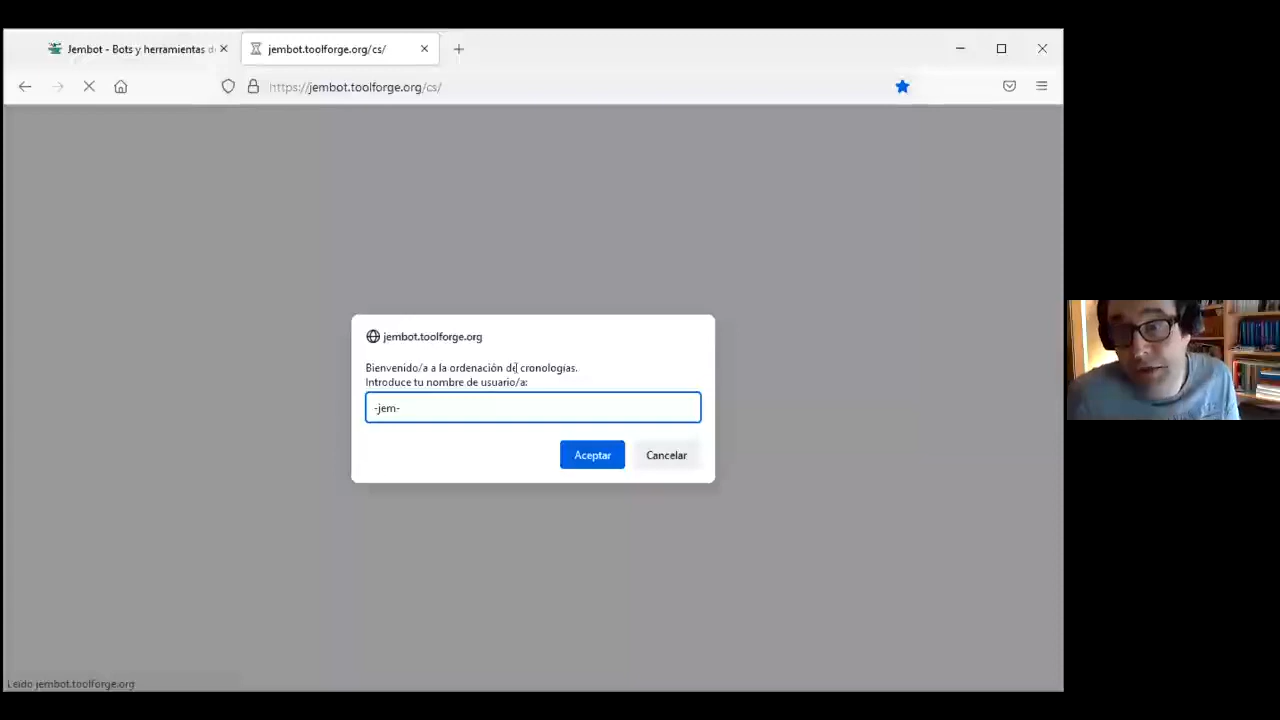 Jembot - Bots y herramientas d
jembot.toolforge.org/cs/
https://jembot.toolforge.org/cs/
jembot.toolforge.org
Bienvenido/a a la ordenación de cronologías.
Introduce tu nombre de usuario/a:
-jem-
Aceptar
Cancelar
Leído jembot.toolforge.org